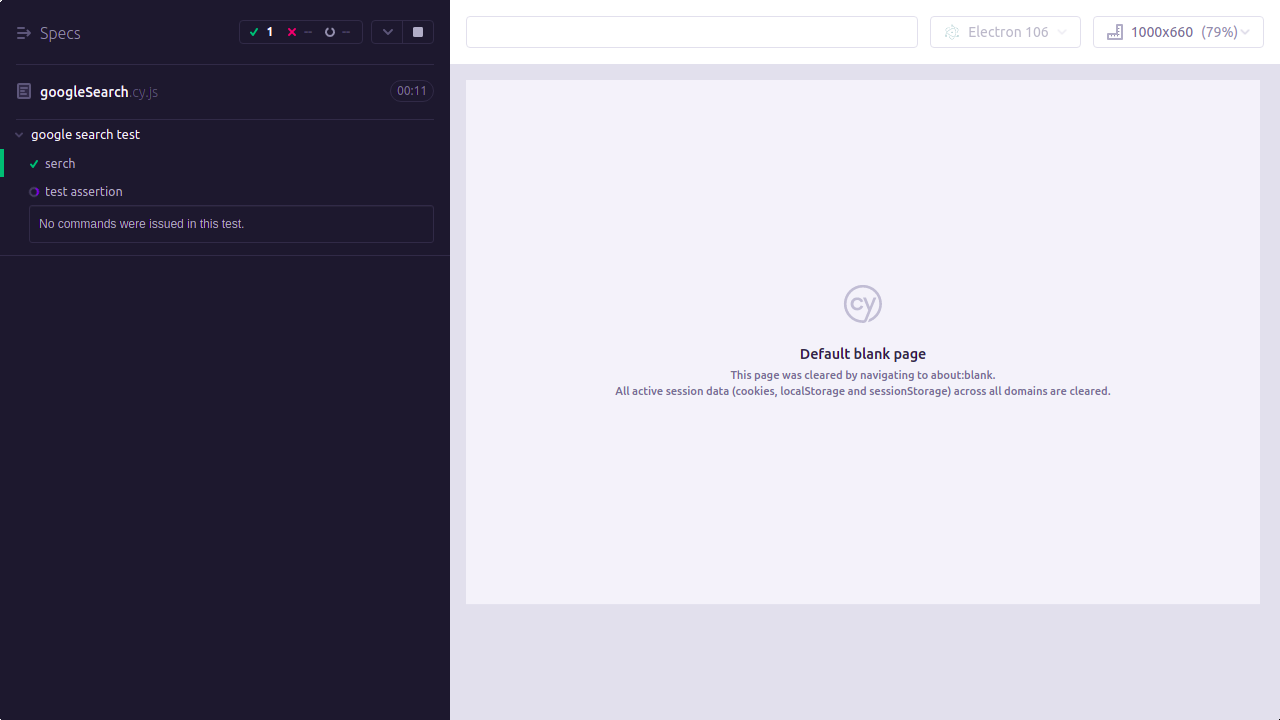 Specs
1
--
--
googleSearch.cy.js
00:11
google search test
serch
test assertion
No commands were issued in this test.
Electron 106
1000x660 (79%)
cy
Default blank page
This page was cleared by navigating to about:blank.
All active session data (cookies, localStorage and sessionStorage) across all domains are cleared.